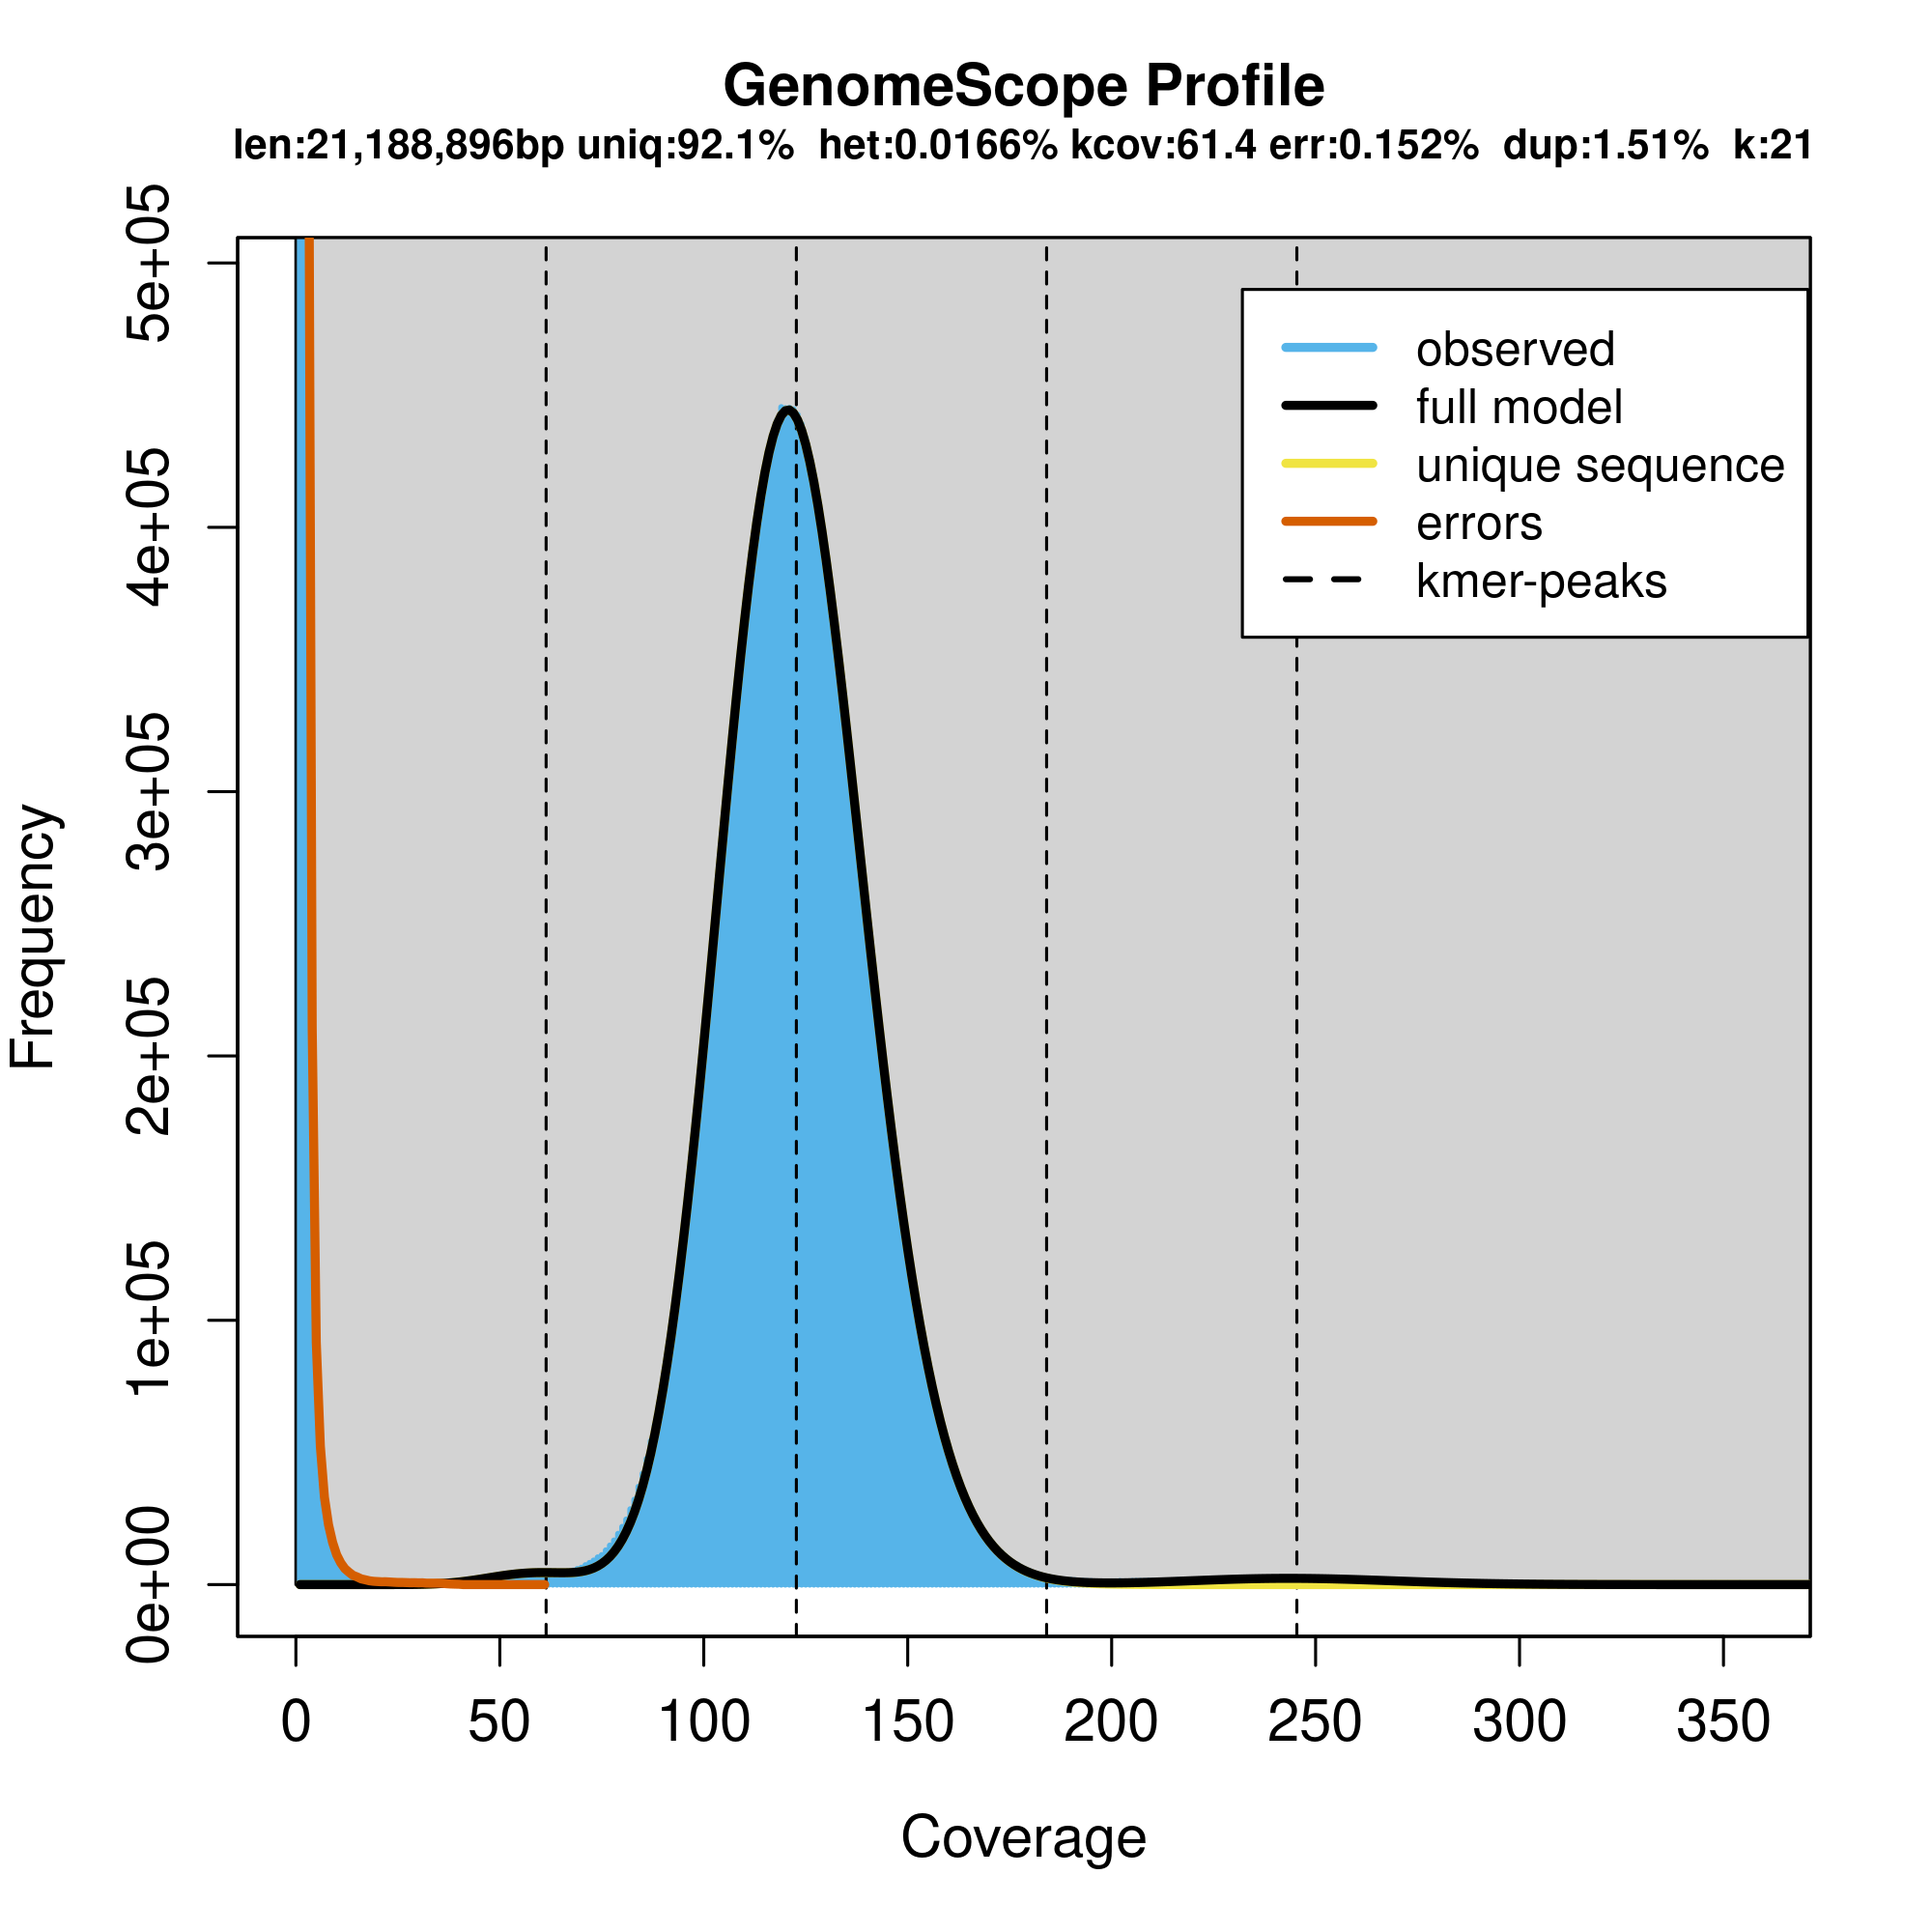 GenomeScope Profile
len:21,188,896bp uniq:92.1% het:0.0166% kcov:61.4 err:0.152% dup:1.51% k:21
Frequency
5e+05
4e+05
3e+05
2e+05
1e+05
0e+00
observed
full model
unique sequence
errors
kmer-peaks
0 50 100 150 200 250 300 350
Coverage